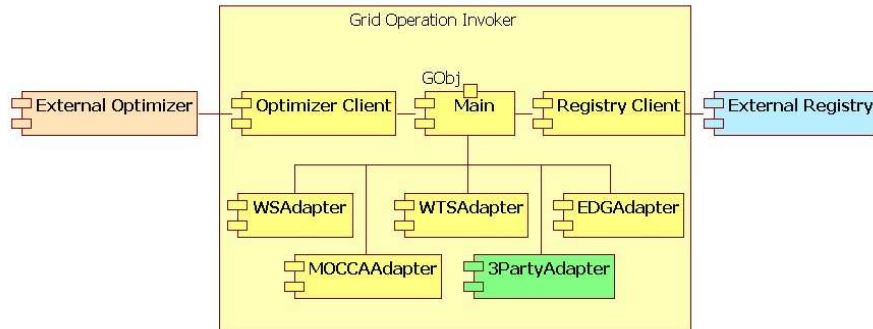 Grid Operation Invoker
GObj
External Optimizer
Optimizer Client
Main
Registry Client
External Registry
WSAdapter
WTSAdapter
EDGAdapter
MOCCAAdapter
3PartyAdapter